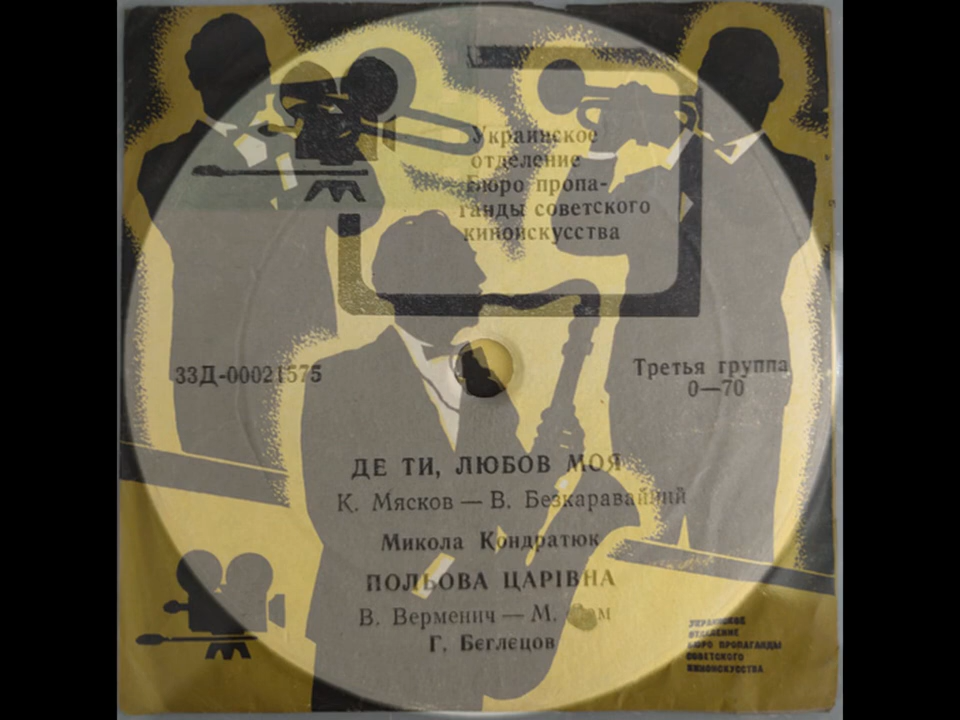 Украинское
отделение
Бюро пропа-
ганды советского
киноискусства
33Д-00021575
Третья группа
0—70
ДЕ ТИ, ЛЮБОВ МОЯ
К. Мясков — В. Безкаравайний
Микола Кондратюк
ПОЛЬОВА ЦАРІВНА
В. Верменич — М.
Г. Беглецов
УКРАИНСКОЕ
ОТДЕЛЕНИЕ
БЮРО ПРОПАГАНДЫ
СОВЕТСКОГО
КИНОИСКУССТВА